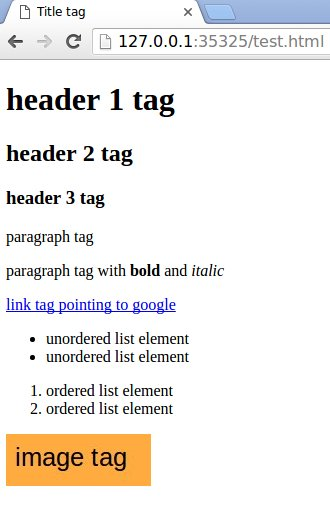 Title tag
127.0.0.1:35325/test.html
header 1 tag
header 2 tag
header 3 tag
paragraph tag
paragraph tag with bold and italic
link tag pointing to google
• unordered list element
• unordered list element
1. ordered list element
2. ordered list element
image tag